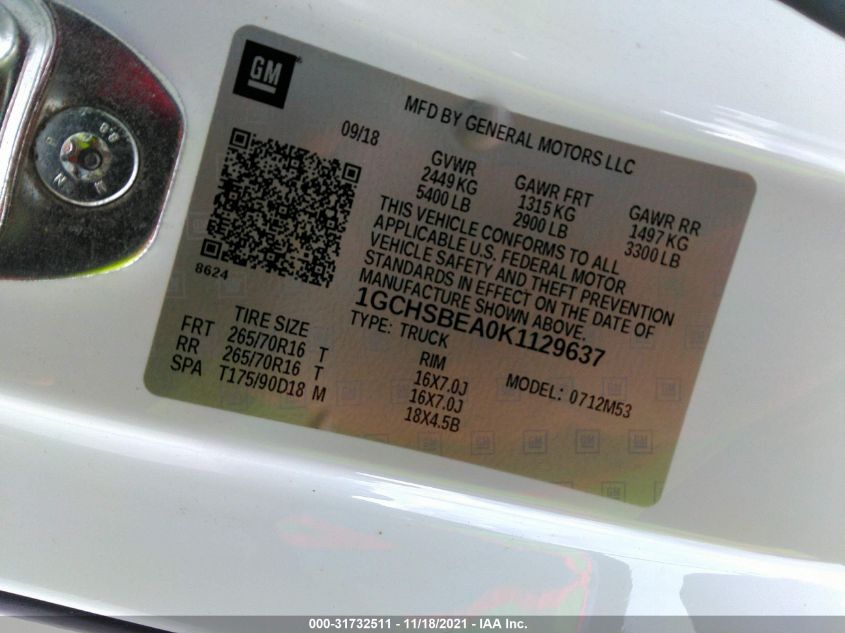 GM
MFD BY GENERAL MOTORS LLC
09/18
GVWR GAWR FRT GAWR RR
2449 KG 1315 KG 1497 KG
5400 LB 2900 LB 3300 LB
THIS VEHICLE CONFORMS TO ALL
APPLICABLE U.S. FEDERAL MOTOR
VEHICLE SAFETY AND THEFT PREVENTION
STANDARDS IN EFFECT ON THE DATE OF
MANUFACTURE SHOWN ABOVE.
8624
1GCHSBEA0K1129637
TYPE: TRUCK MODEL: 0712M53
TIRE SIZE RIM
FRT 265/70R16 T 16X7.0J
RR 265/70R16 T 16X7.0J
SPA T175/90D18 M 18X4.5B
000-31732511 - 11/18/2021 - IAA Inc.